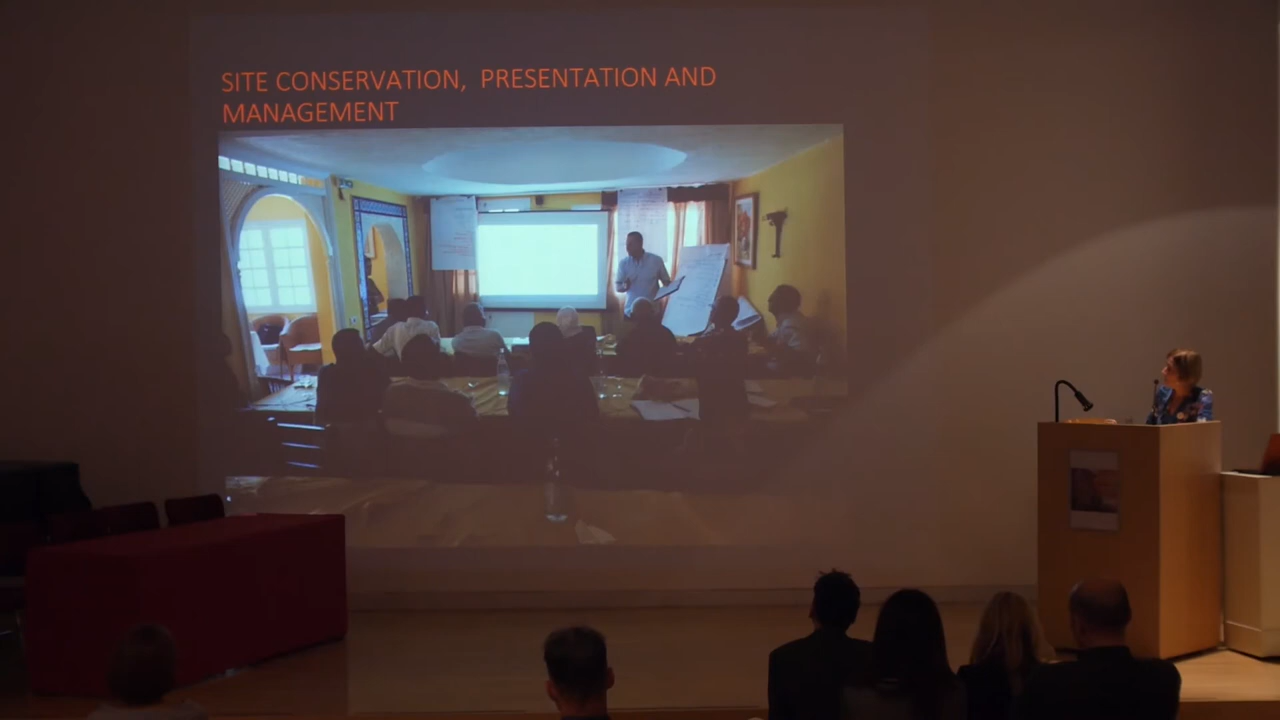 SITE CONSERVATION, PRESENTATION AND
MANAGEMENT